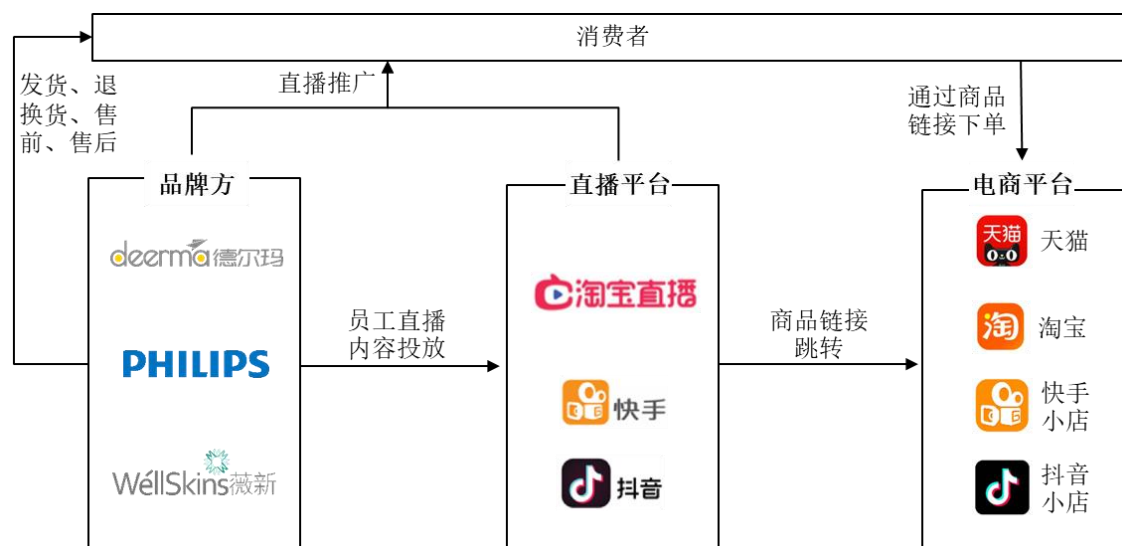 消费者
发货、退
换货、售
前、售后
直播推广
通过商品
链接下单
品牌方
直播平台
电商平台
deerma德尔玛
PHILIPS
WéllSkins薇新
员工直播
内容投放
淘宝直播
快手
抖音
商品链接
跳转
天猫
天猫
淘
淘宝
快手
小店
抖音
小店